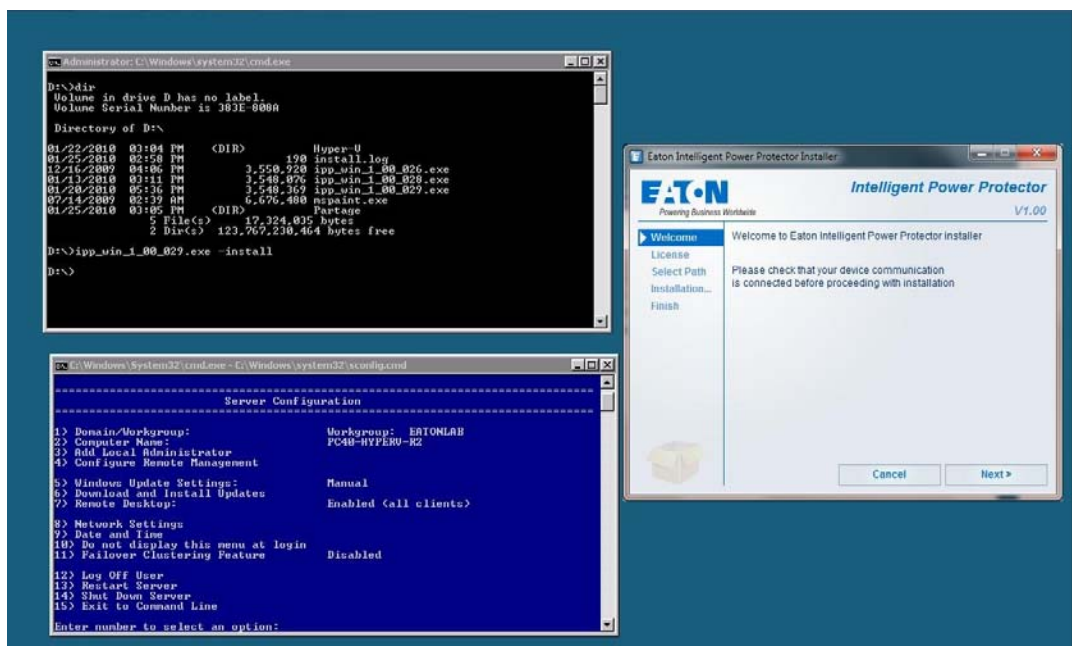 Administrator: C:\Windows\system32\cmd.exe
D:\>dir
Volume in drive D has no label.
Volume Serial Number is 383E-808A
Directory of D:\
01/22/2010 03:04 PM <DIR> Hyper-V
01/25/2010 02:58 PM 190 install.log
12/16/2009 04:06 PM 3,550,920 ipp_win_1_00_026.exe
01/13/2010 03:11 PM 3,548,076 ipp_win_1_00_028.exe
01/20/2010 05:36 PM 3,548,369 ipp_win_1_00_029.exe
07/14/2009 02:39 AM 6,676,480 mspaint.exe
01/25/2010 03:05 PM <DIR> Partage
5 File(s) 17,324,035 bytes
2 Dir(s) 123,767,230,464 bytes free
D:\>ipp_win_1_00_029.exe -install
D:\>
C:\Windows\System32\cmd.exe - C:\Windows\system32\sconfig.cmd
Server Configuration
1) Domain/Workgroup: Workgroup: EATONLAB
2) Computer Name: PC40-HYPERV-R2
3) Add Local Administrator
4) Configure Remote Management
5) Windows Update Settings: Manual
6) Download and Install Updates
7) Remote Desktop: Enabled (all clients)
8) Network Settings
9) Date and Time
10) Do not display this menu at login
11) Failover Clustering Feature Disabled
12) Log Off User
13) Restart Server
14) Shut Down Server
15) Exit to Command Line
Enter number to select an option:
Eaton Intelligent Power Protector Installer
EATON
Powering Business Worldwide
Intelligent Power Protector
V1.00
Welcome
License
Select Path
Installation...
Finish
Welcome to Eaton Intelligent Power Protector installer
Please check that your device communication
is connected before proceeding with installation
Cancel
Next »